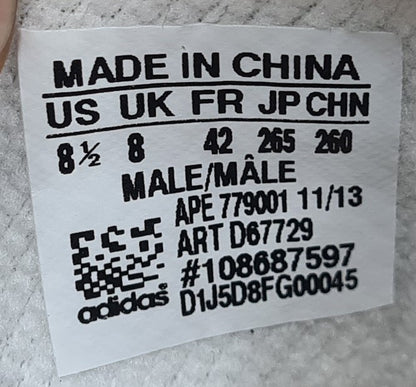 MADE IN CHINA
US UK FR JP CHN
8½ 8 42 265 260
MALE/MÂLE
APE 779001 11/13
ART D67729
#108687597
adidas® D1J5D8FG00045